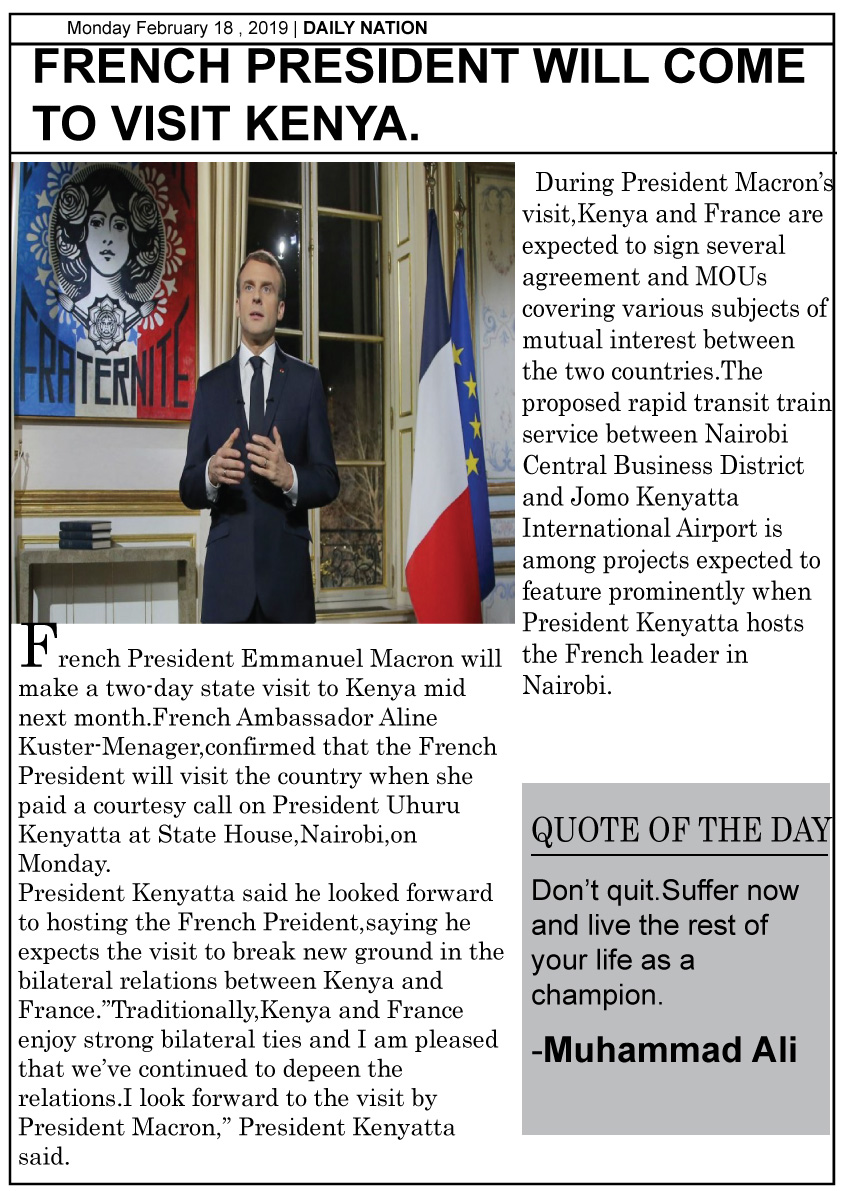 Monday February 18 , 2019 | DAILY NATION
FRENCH PRESIDENT WILL COME
TO VISIT KENYA.
FRATERNITÉ
French President Emmanuel Macron will
make a two-day state visit to Kenya mid
next month.French Ambassador Aline
Kuster-Menager,confirmed that the French
President will visit the country when she
paid a courtesy call on President Uhuru
Kenyatta at State House,Nairobi,on
Monday.
President Kenyatta said he looked forward
to hosting the French Preident,saying he
expects the visit to break new ground in the
bilateral relations between Kenya and
France.”Traditionally,Kenya and France
enjoy strong bilateral ties and I am pleased
that we’ve continued to depeen the
relations.I look forward to the visit by
President Macron,” President Kenyatta
said.
During President Macron’s
visit,Kenya and France are
expected to sign several
agreement and MOUs
covering various subjects of
mutual interest between
the two countries.The
proposed rapid transit train
service between Nairobi
Central Business District
and Jomo Kenyatta
International Airport is
among projects expected to
feature prominently when
President Kenyatta hosts
the French leader in
Nairobi.
QUOTE OF THE DAY
Don’t quit.Suffer now
and live the rest of
your life as a
champion.
-Muhammad Ali